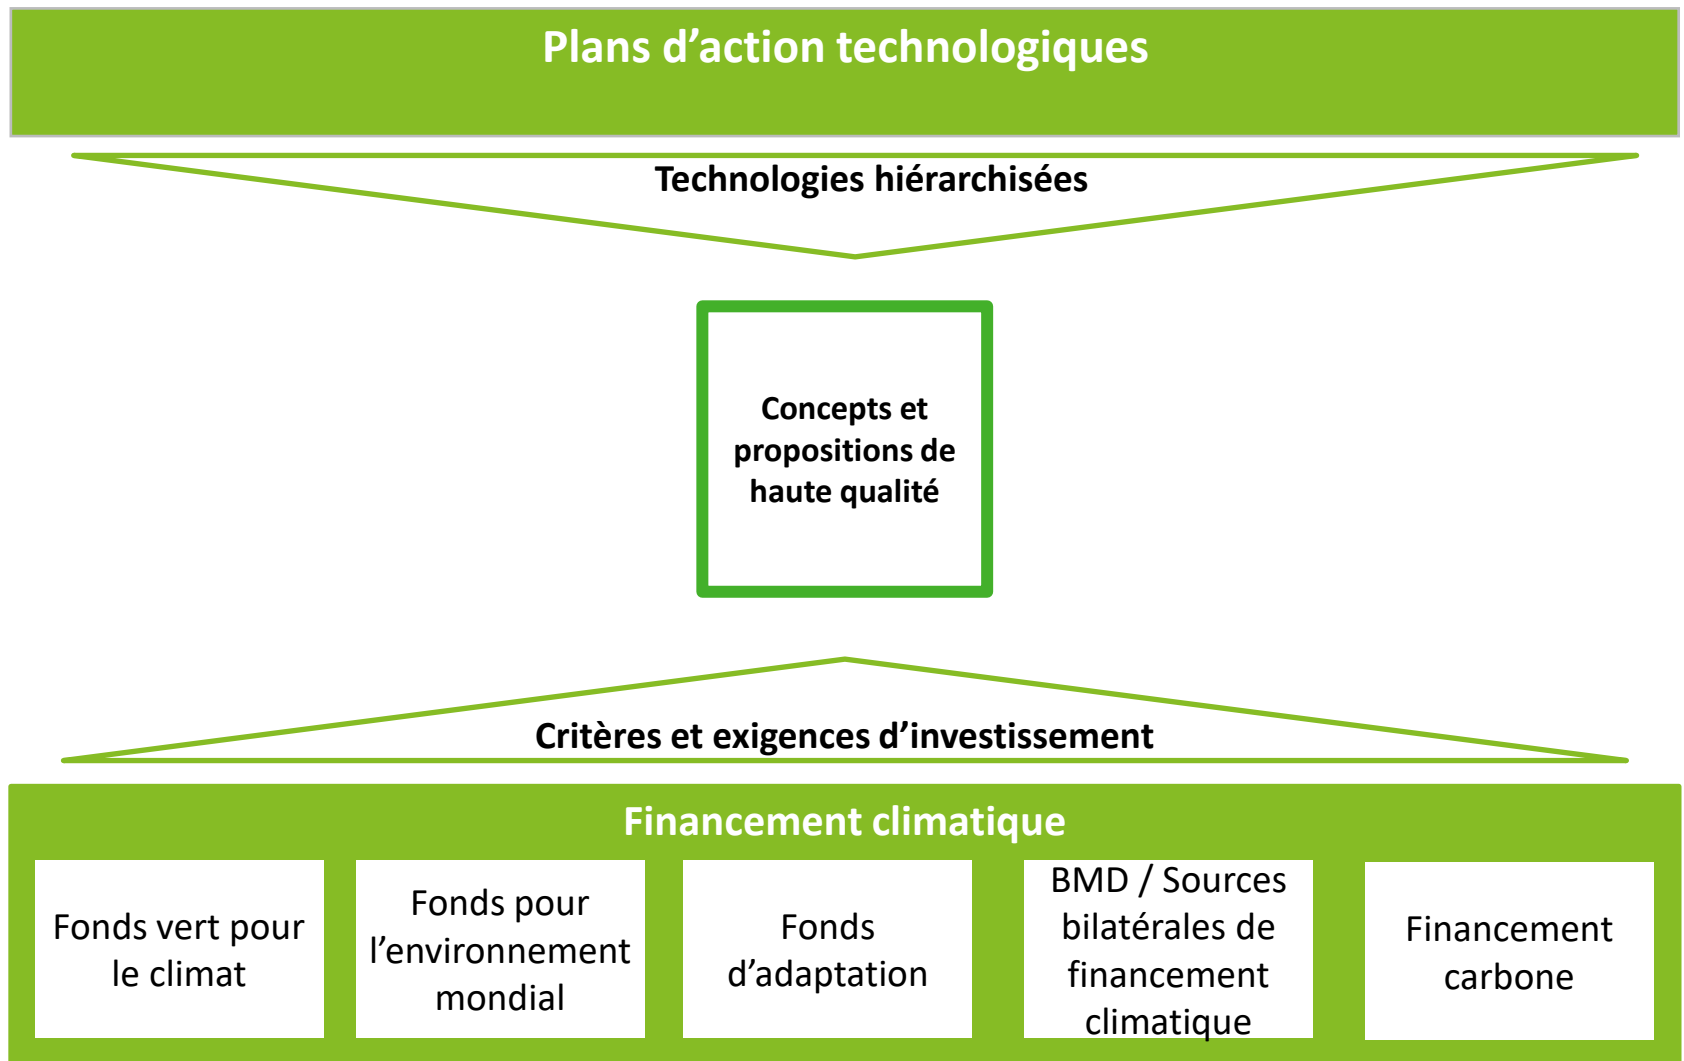 Plans d’action technologiques
Technologies hiérarchisées
Concepts et
propositions de
haute qualité
Critères et exigences d’investissement
Financement climatique
Fonds vert pour
le climat
Fonds pour
l’environnement
mondial
Fonds
d’adaptation
BMD / Sources
bilatérales de
financement
climatique
Financement
carbone